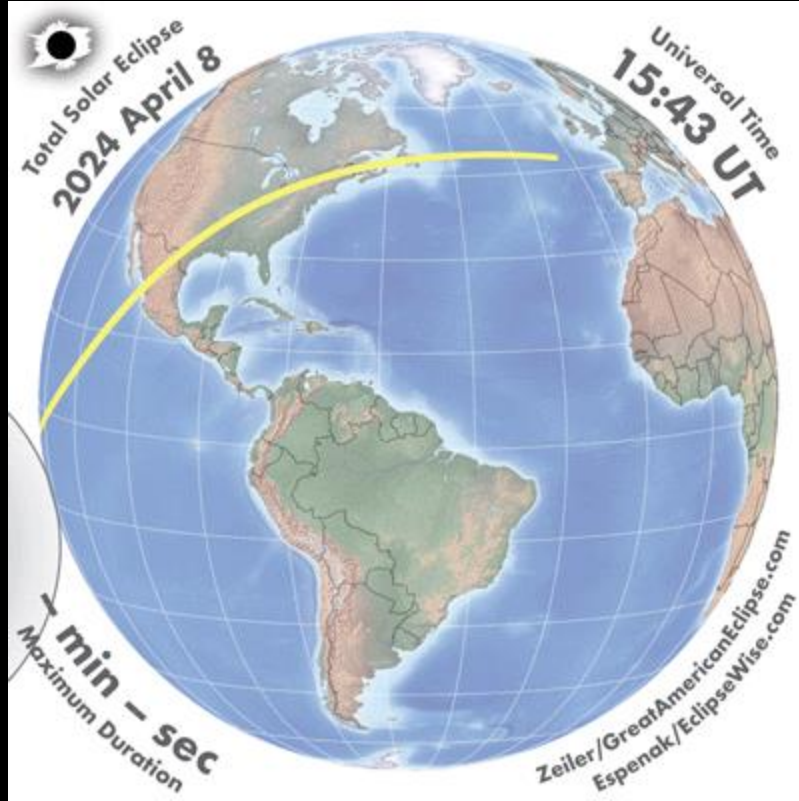 Total Solar Eclipse
2024 April 8
Universal Time
15:43 UT
– min – sec
Maximum Duration
Zeiler/GreatAmericanEclipse.com
Espenak/EclipseWise.com